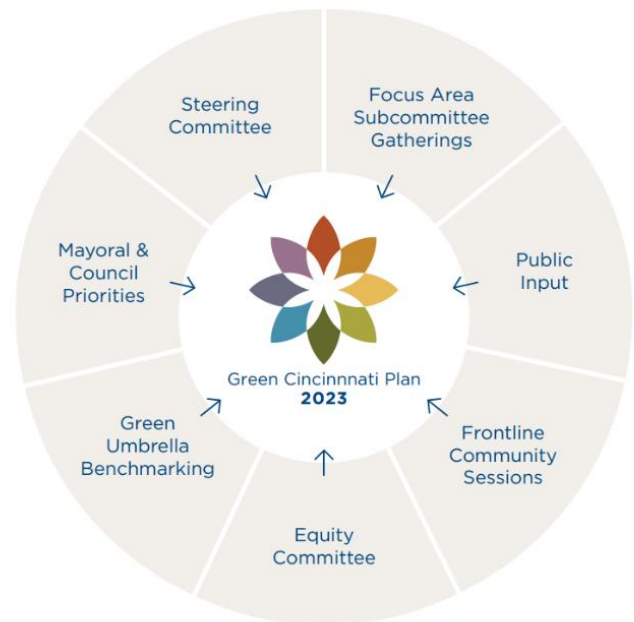 Steering
Committee
Focus Area
Subcommittee
Gatherings
Mayoral &
Council
Priorities
Public
Input
Green Cincinnnati Plan
2023
Green
Umbrella
Benchmarking
Frontline
Community
Sessions
Equity
Committee